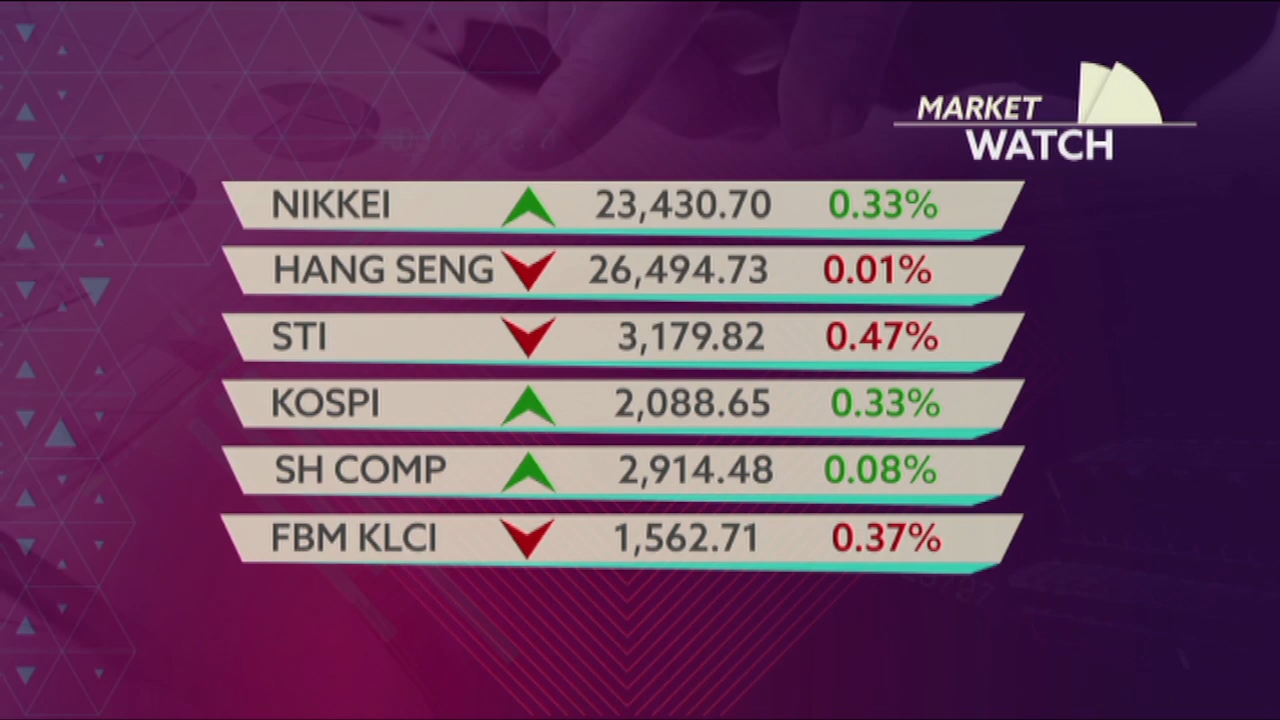 MARKET
WATCH
NIKKEI 23,430.70 0.33%
HANG SENG 26,494.73 0.01%
STI 3,179.82 0.47%
KOSPI 2,088.65 0.33%
SH COMP 2,914.48 0.08%
FBM KLCI 1,562.71 0.37%